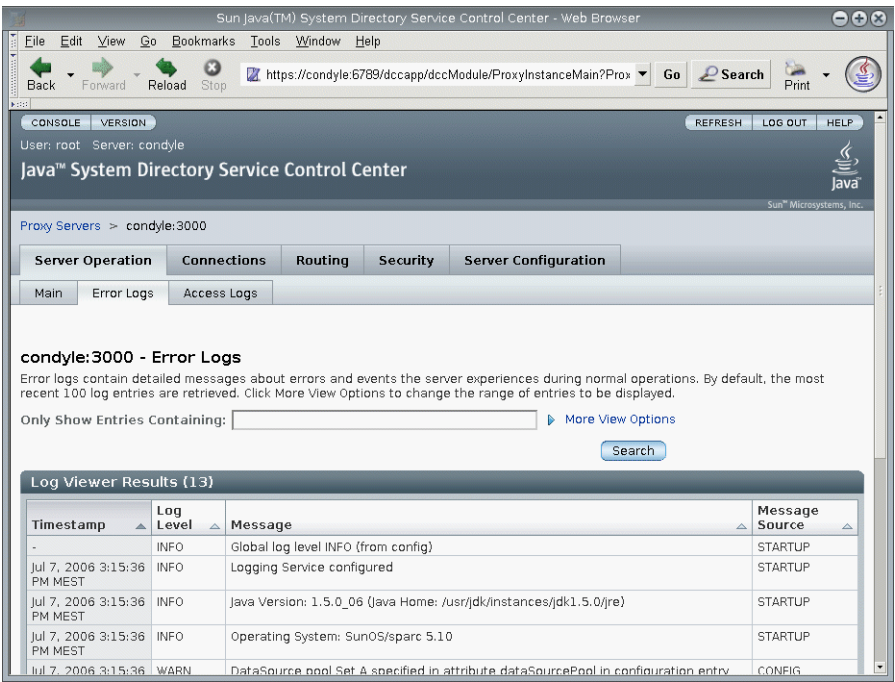 Sun Java(TM) System Directory Service Control Center - Web Browser
File Edit View Go Bookmarks Tools Window Help
Back Forward Reload Stop https://condyle:6789/dccapp/dccModule/ProxyInstanceMain?Prox Go Search Print
CONSOLE VERSION REFRESH LOG OUT HELP
User: root Server: condyle
Java™ System Directory Service Control Center
Java™
Sun™ Microsystems, Inc.
Proxy Servers > condyle:3000
Server Operation Connections Routing Security Server Configuration
Main Error Logs Access Logs
condyle:3000 - Error Logs
Error logs contain detailed messages about errors and events the server experiences during normal operations. By default, the most
recent 100 log entries are retrieved. Click More View Options to change the range of entries to be displayed.
Only Show Entries Containing: More View Options
Search
Log Viewer Results (13)
Timestamp Log Level Message Message Source
- INFO Global log level INFO (from config) STARTUP
Jul 7, 2006 3:15:36 PM MEST INFO Logging Service configured STARTUP
Jul 7, 2006 3:15:36 PM MEST INFO Java Version: 1.5.0_06 (Java Home: /usr/jdk/instances/jdk1.5.0/jre) STARTUP
Jul 7, 2006 3:15:36 PM MEST INFO Operating System: SunOS/sparc 5.10 STARTUP
Jul 7, 2006 3:15:36 WARN DataSource pool Set A specified in attribute dataSourcePool in configuration entry CONFIG